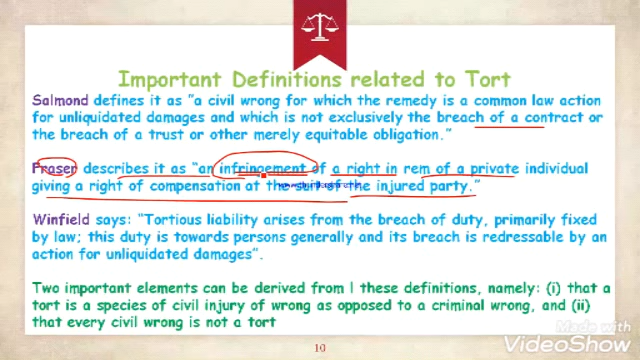 Important Definitions related to Tort
Salmond defines it as "a civil wrong for which the remedy is a common law action
for unliquidated damages and which is not exclusively the breach of a contract or
the breach of a trust or other merely equitable obligation."
Fraser describes it as "an infringement of a right in rem of a private individual
giving a right of compensation at the suit of the injured party."
Winfield says: "Tortious liability arises from the breach of duty, primarily fixed
by law; this duty is towards persons generally and its breach is redressable by an
action for unliquidated damages".
Two important elements can be derived from l these definitions, namely: (i) that a
tort is a species of civil injury of wrong as opposed to a criminal wrong, and (ii)
that every civil wrong is not a tort
10
Made with
VideoShow